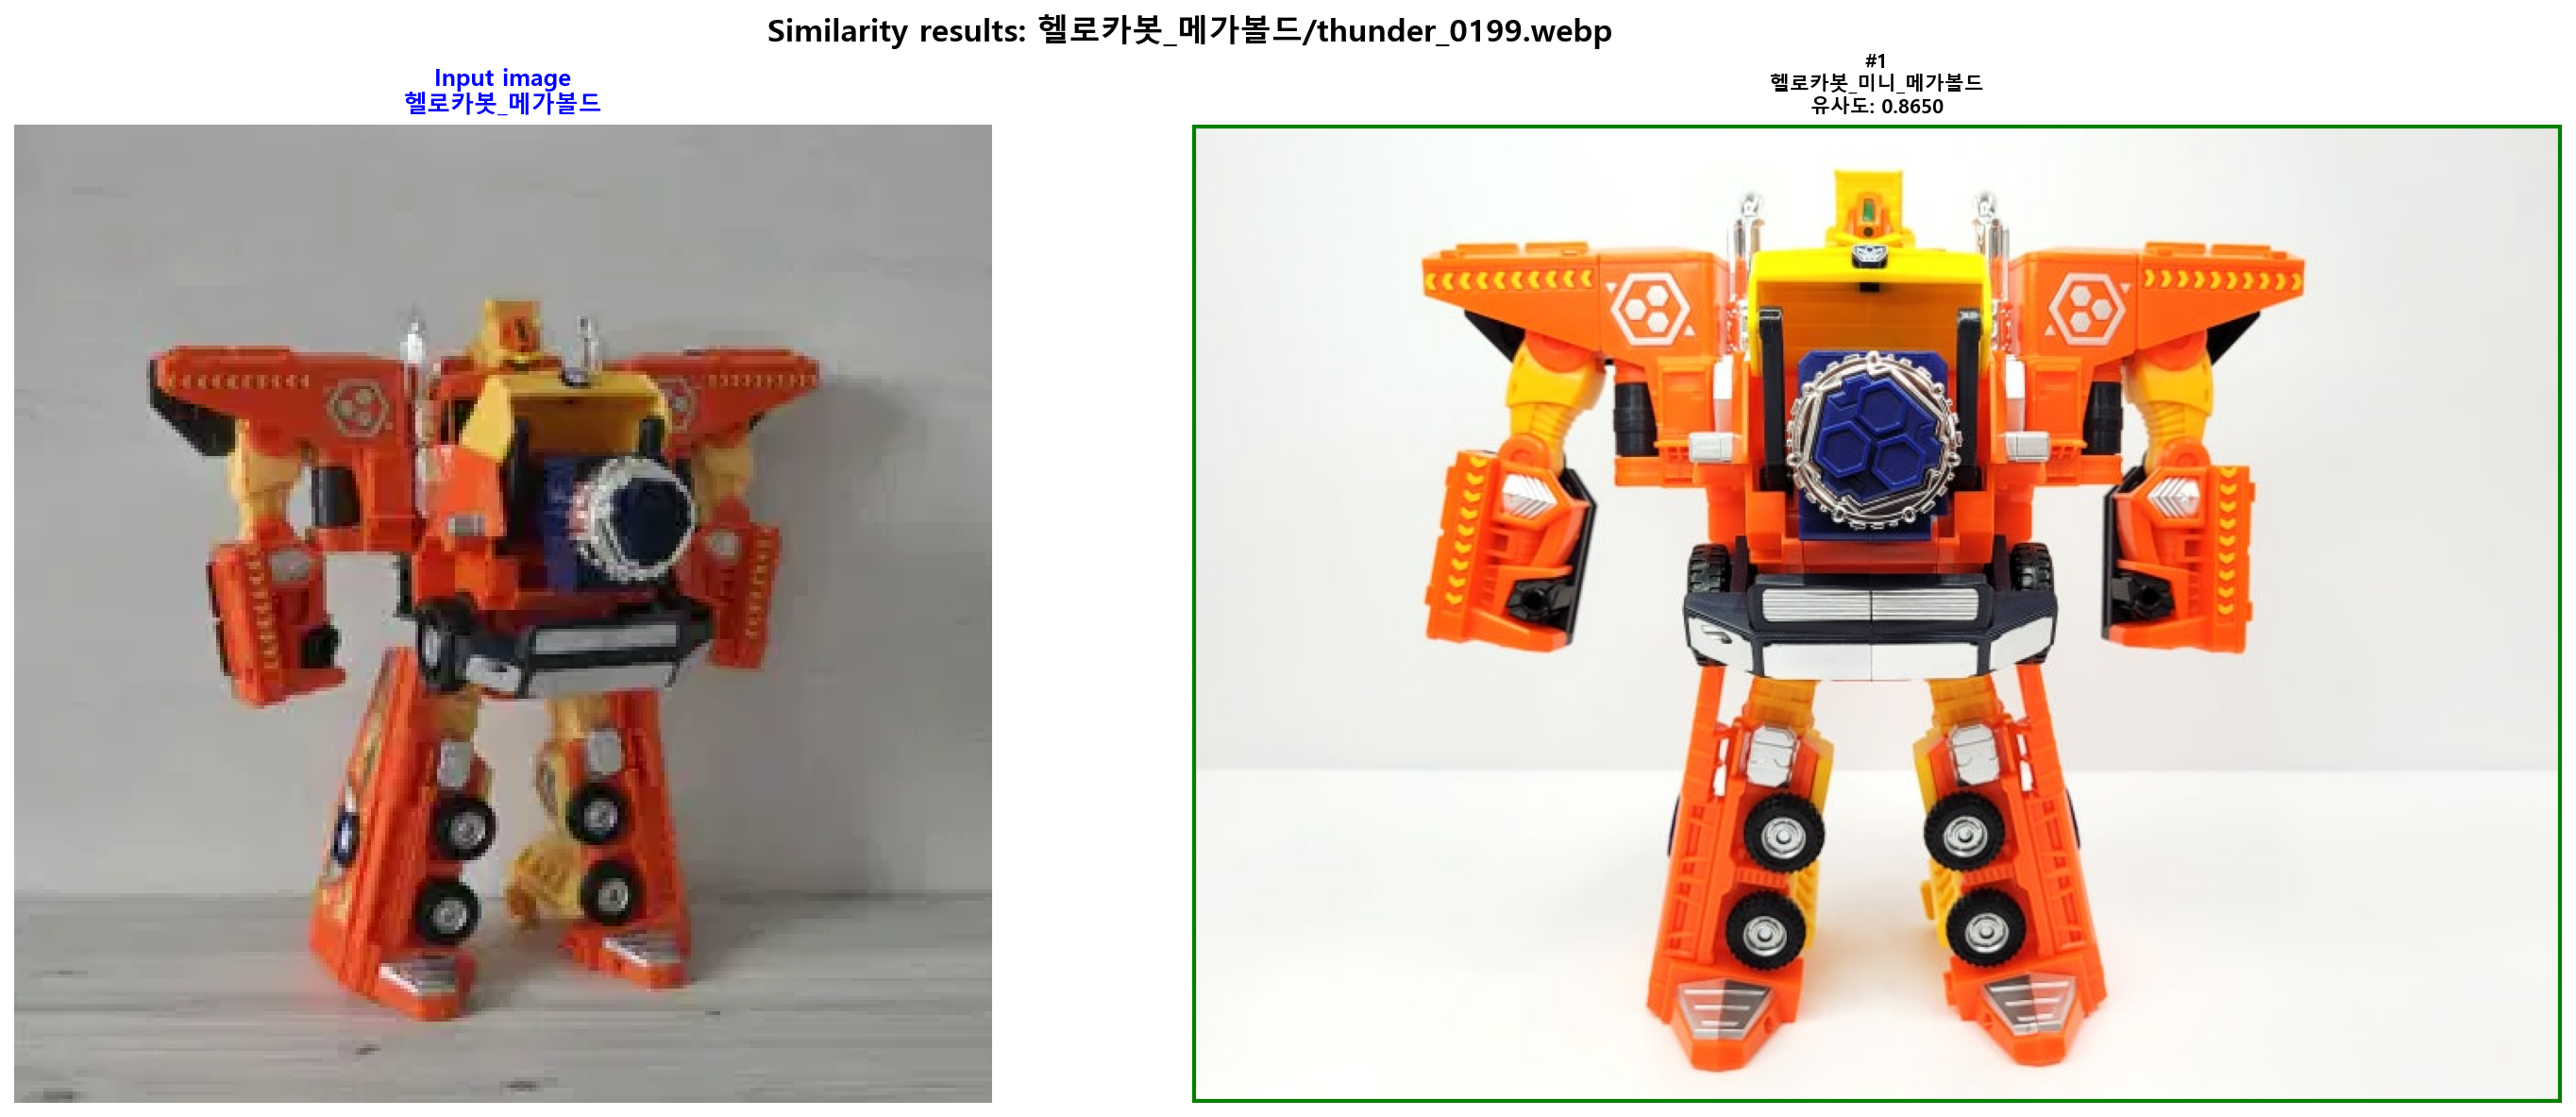 Similarity results: 헬로카봇_메가볼드/thunder_0199.webp
Input image
헬로카봇_메가볼드
#1
헬로카봇_미니_메가볼드
유사도: 0.8650